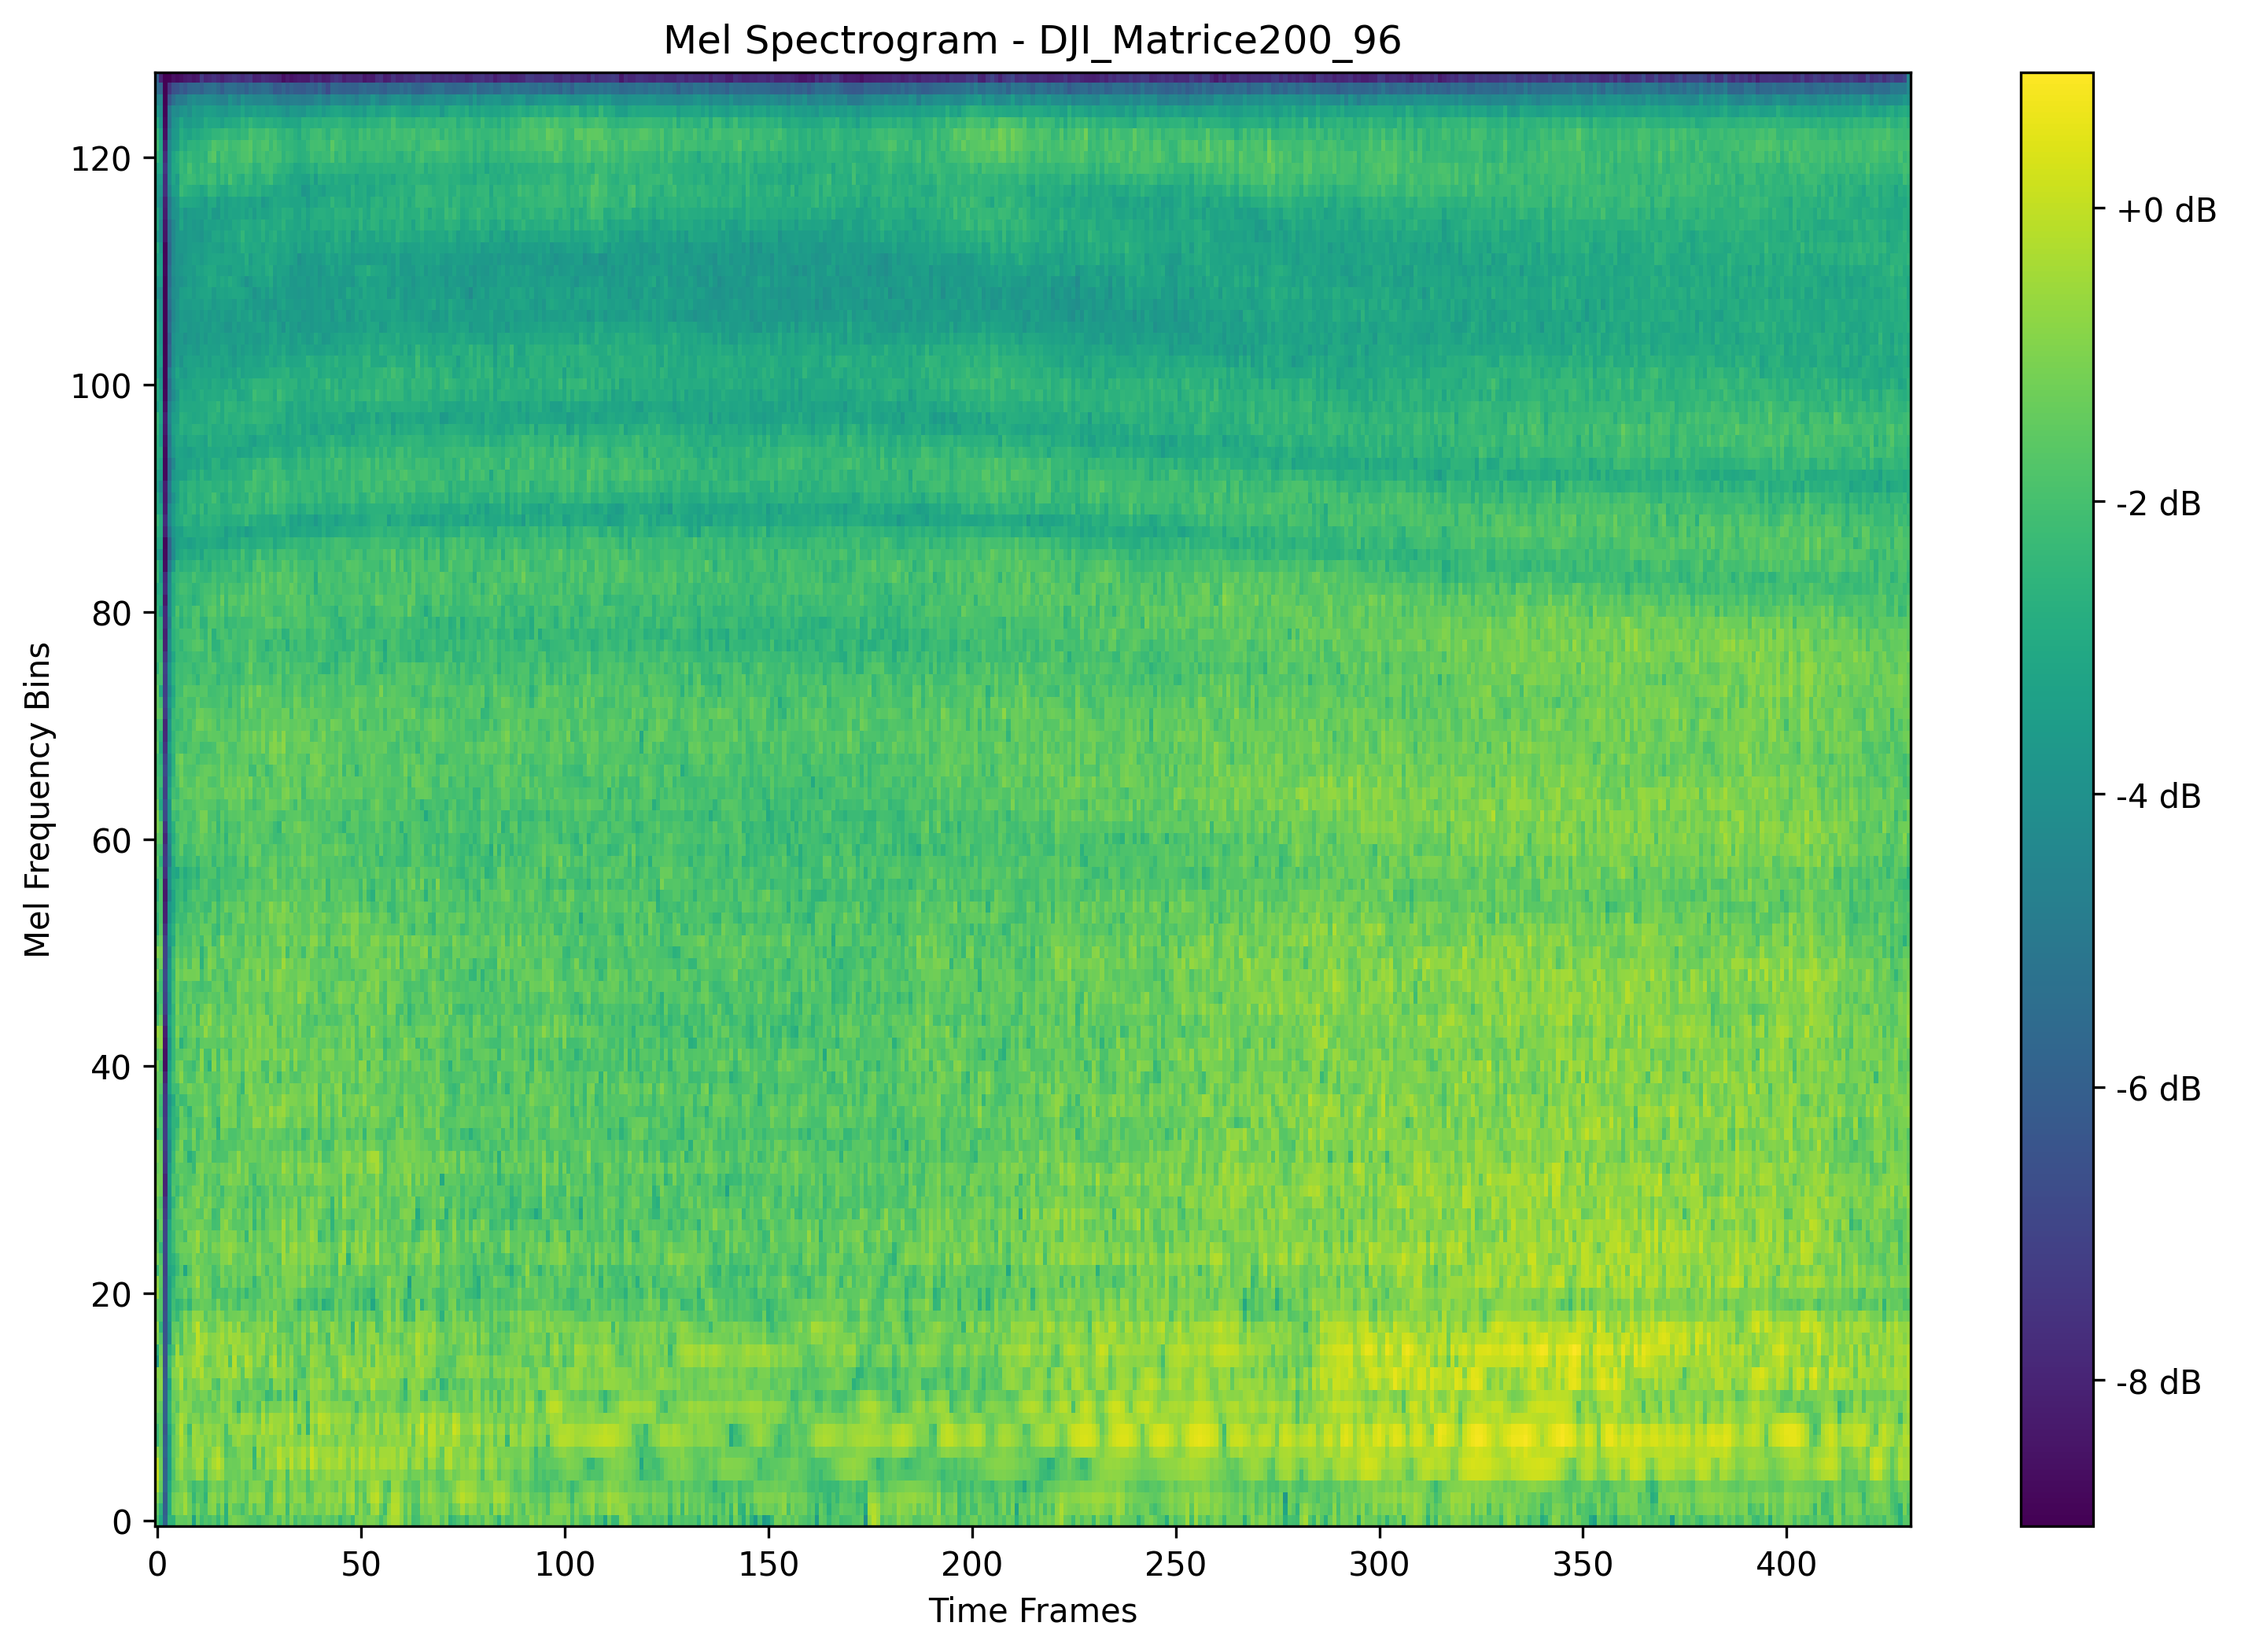 Mel Spectrogram - DJI_Matrice200_96
Mel Frequency Bins
120
100
80
60
40
20
0
0 50 100 150 200 250 300 350 400
Time Frames
+0 dB
-2 dB
-4 dB
-6 dB
-8 dB